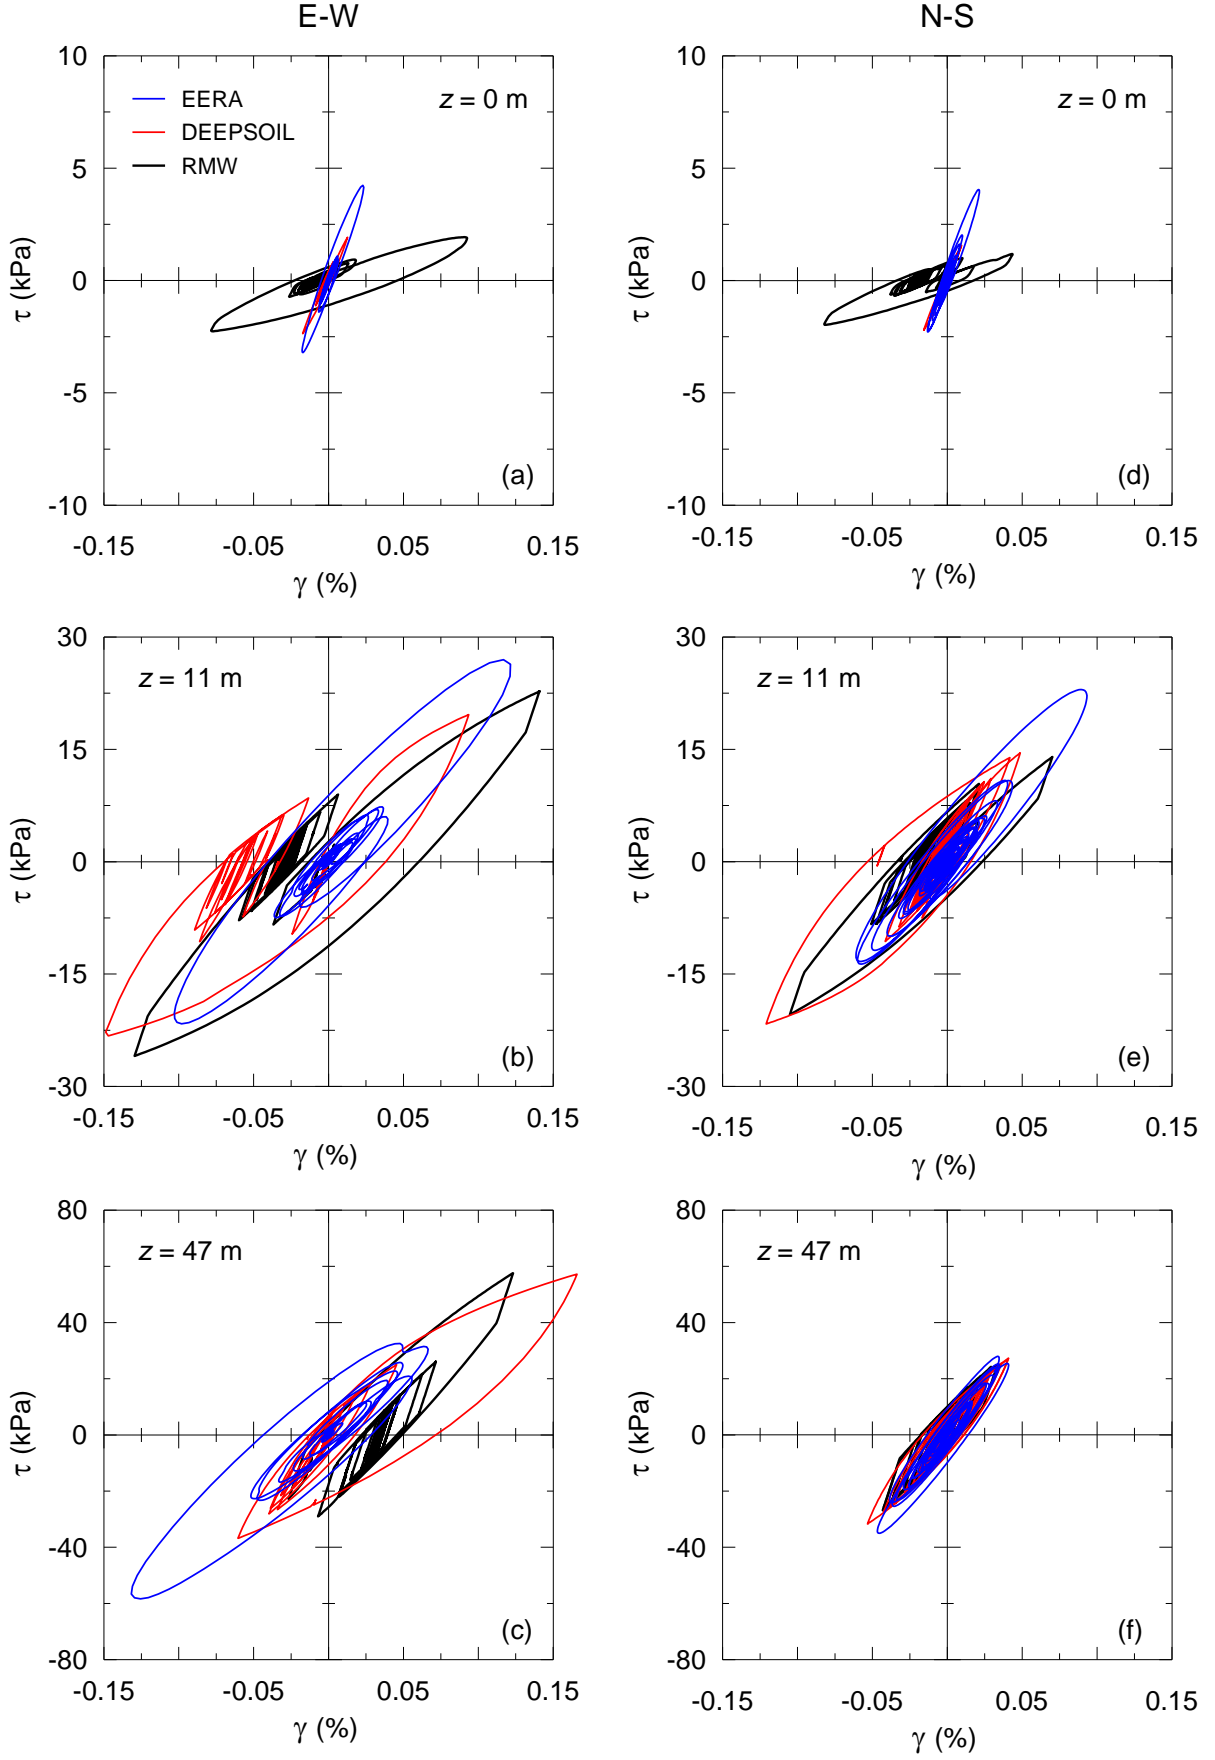 E-W
N-S
10
5
0
-5
-10
τ (kPa)
EERA
DEEPSOIL
RMW
z = 0 m
(a)
-0.15
-0.05
0.05
0.15
γ (%)
10
5
0
-5
-10
τ (kPa)
z = 0 m
(d)
-0.15
-0.05
0.05
0.15
γ (%)
30
15
0
-15
-30
τ (kPa)
z = 11 m
(b)
-0.15
-0.05
0.05
0.15
γ (%)
30
15
0
-15
-30
τ (kPa)
z = 11 m
(e)
-0.15
-0.05
0.05
0.15
γ (%)
80
40
0
-40
-80
τ (kPa)
z = 47 m
(c)
-0.15
-0.05
0.05
0.15
γ (%)
80
40
0
-40
-80
τ (kPa)
z = 47 m
(f)
-0.15
-0.05
0.05
0.15
γ (%)